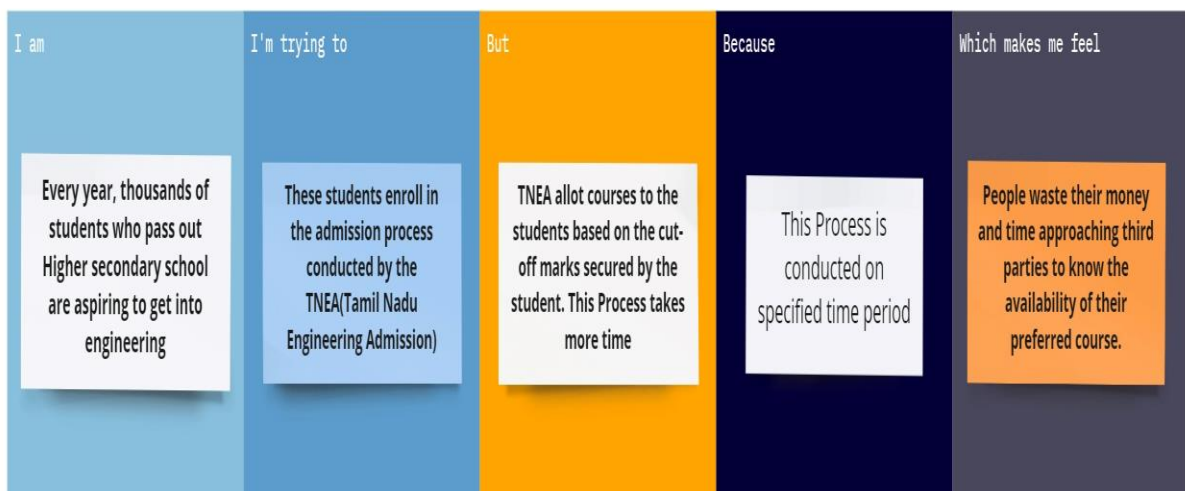 I am
Every year, thousands of
students who pass out
Higher secondary school
are aspiring to get into
engineering
I'm trying to
These students enroll in
the admission process
conducted by the
TNEA(Tamil Nadu
Engineering Admission)
But
TNEA allot courses to the
students based on the cut-
off marks secured by the
student. This Process takes
more time
Because
This Process is
conducted on
specified time period
Which makes me feel
People waste their money
and time approaching third
parties to know the
availability of their
preferred course.